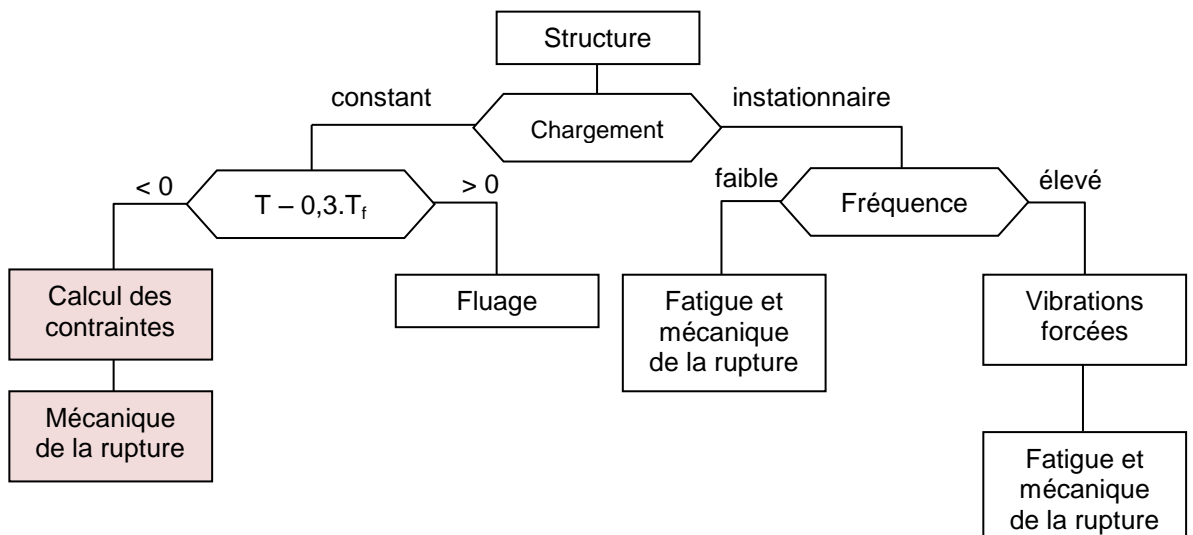 Structure
constant
instationnaire
Chargement
< 0
T – 0,3.Tf
> 0
faible
Fréquence
élevé
Calcul des
contraintes
Fluage
Fatigue et
mécanique
de la rupture
Vibrations
forcées
Mécanique
de la rupture
Fatigue et
mécanique
de la rupture